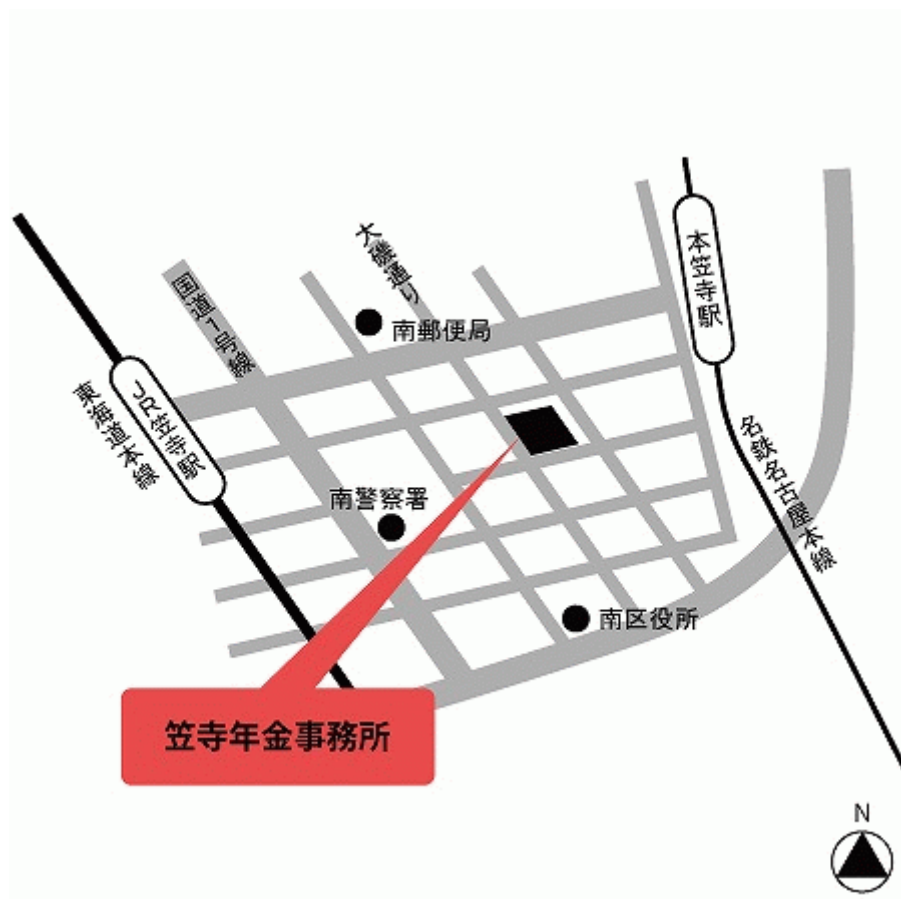 本笠寺駅
大磯通り
国道1号線
南郵便局
JR笠寺駅
東海道本線
名鉄名古屋本線
南警察署
南区役所
笠寺年金事務所
N